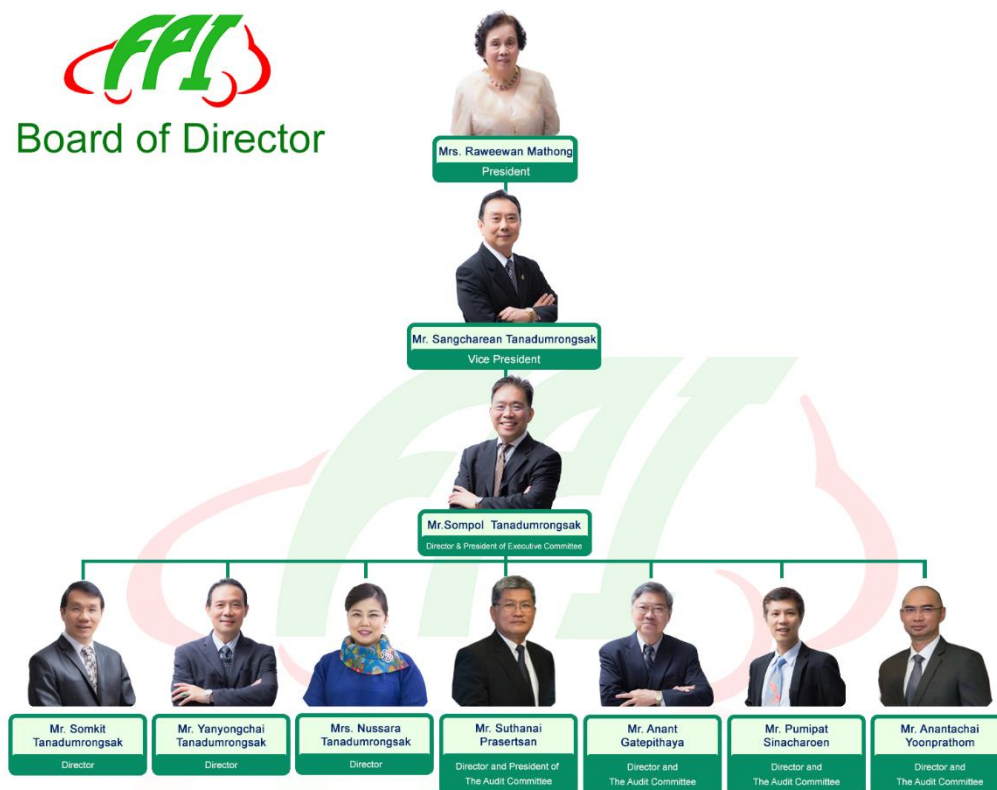 FPI
Board of Director
Mrs. Raweewan Mathong
President
Mr. Sangcharean Tanadumrongsak
Vice President
FPI
Mr.Sompol Tanadumrongsak
Director & President of Executive Committee
Mr. Somkit
Tanadumrongsak
Director
Mr. Yanyongchai
Tanadumrongsak
Director
Mrs. Nussara
Tanadumrongsak
Director
Mr. Suthanai
Prasertsan
Director and President of
The Audit Committee
Mr. Anant
Gatepithaya
Director and
The Audit Committee
Mr. Pumipat
Sinacharoen
Director and
The Audit Committee
Mr. Anantachai
Yoonprathom
Director and
The Audit Committee